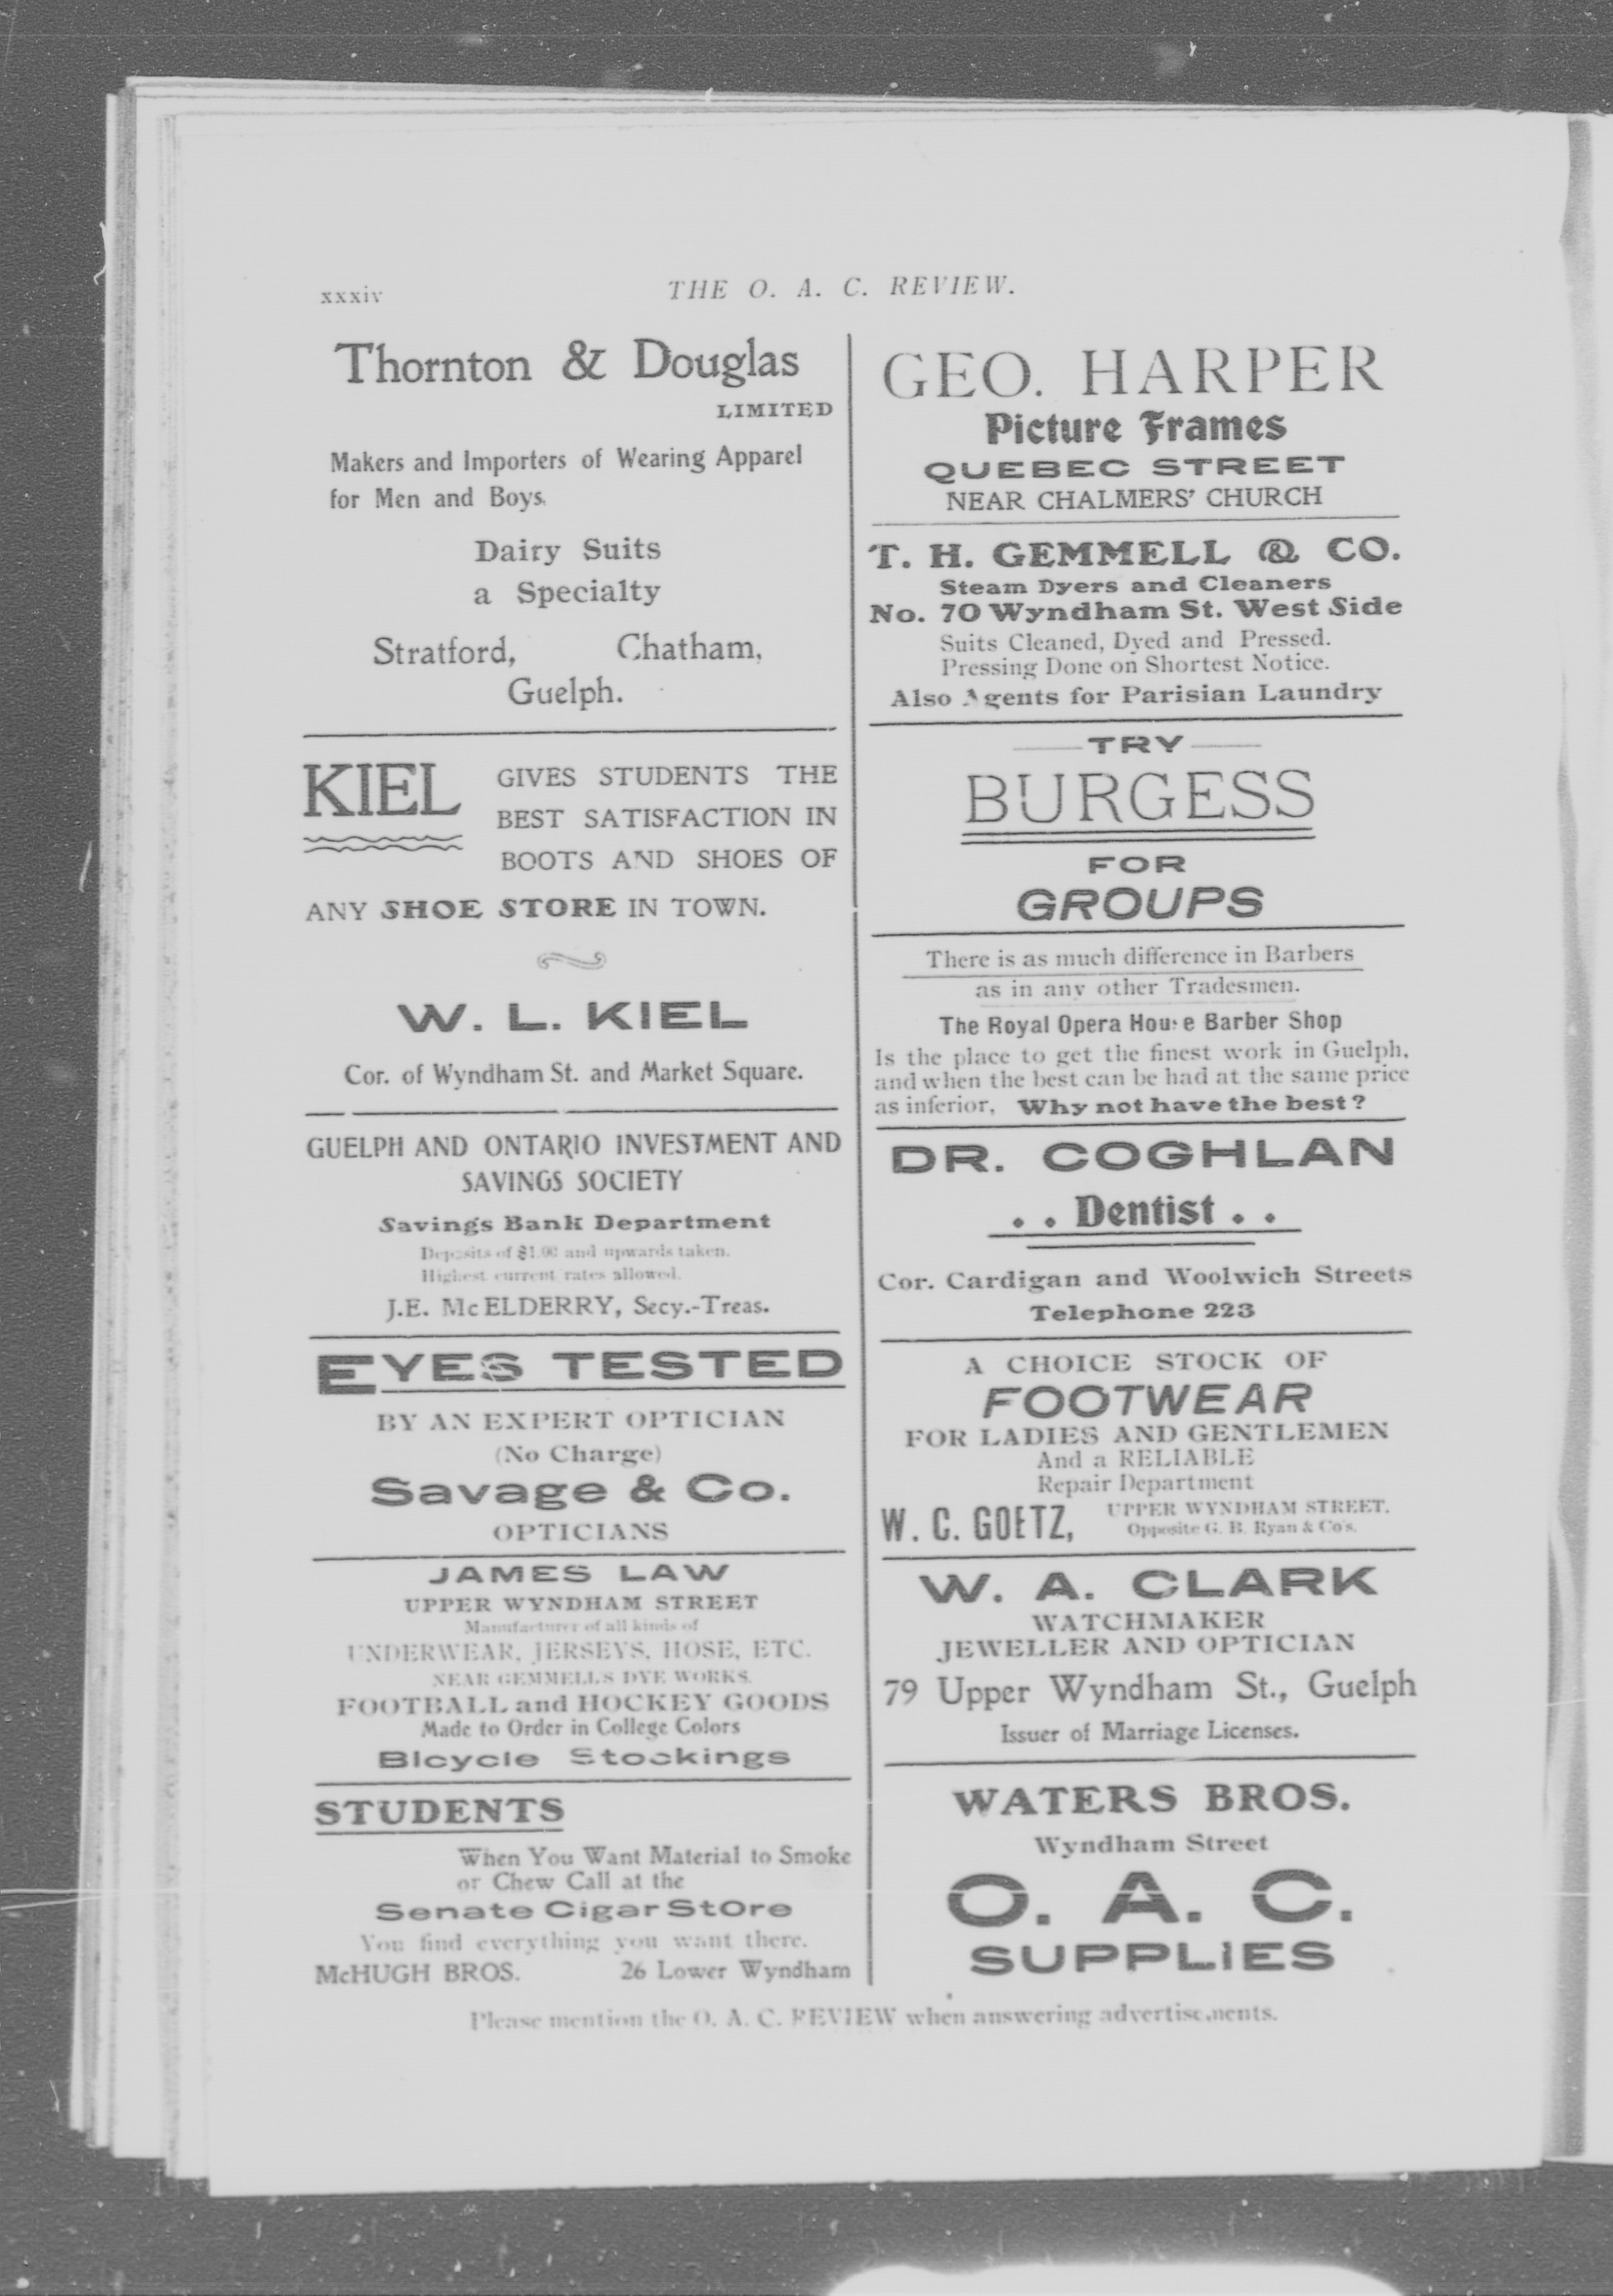 xxxiv
THE O. A. C. REVIEW.
Thornton & Douglas
LIMITED
Makers and Importers of Wearing Apparel
for Men and Boys.
Dairy Suits
a Specialty
Stratford, Chatham,
Guelph.
KIEL GIVES STUDENTS THE
BEST SATISFACTION IN
BOOTS AND SHOES OF
ANY SHOE STORE IN TOWN.
W. L. KIEL
Cor. of Wyndham St. and Market Square.
GUELPH AND ONTARIO INVESTMENT AND
SAVINGS SOCIETY
Savings Bank Department
Deposits of $1.00 and upwards taken.
Highest current rates allowed.
J.E. McELDERRY, Secy.-Treas.
EYES TESTED
BY AN EXPERT OPTICIAN
(No Charge)
Savage & Co.
OPTICIANS
JAMES LAW
UPPER WYNDHAM STREET
Manufacturer of all kinds of
UNDERWEAR, JERSEYS, HOSE, ETC.
NEAR GEMMELL'S DYE WORKS.
FOOTBALL and HOCKEY GOODS
Made to Order in College Colors
Bicycle Stockings
STUDENTS
When You Want Material to Smoke
or Chew Call at the
Senate Cigar StOre
You find everything you want there.
McHUGH BROS. 26 Lower Wyndham
GEO. HARPER
Picture Frames
QUEBEC STREET
NEAR CHALMERS' CHURCH
T. H. GEMMELL & CO.
Steam Dyers and Cleaners
No. 70 Wyndham St. West Side
Suits Cleaned, Dyed and Pressed.
Pressing Done on Shortest Notice.
Also Agents for Parisian Laundry
TRY
BURGESS
FOR
GROUPS
There is as much difference in Barbers
as in any other Tradesmen.
The Royal Opera House Barber Shop
Is the place to get the finest work in Guelph,
and when the best can be had at the same price
as inferior, Why not have the best?
DR. COGHLAN
. . Dentist . .
Cor. Cardigan and Woolwich Streets
Telephone 223
A CHOICE STOCK OF
FOOTWEAR
FOR LADIES AND GENTLEMEN
And a RELIABLE
Repair Department
W. C. GOETZ, UPPER WYNDHAM STREET.
Opposite G. B. Ryan & Co's.
W. A. CLARK
WATCHMAKER
JEWELLER AND OPTICIAN
79 Upper Wyndham St., Guelph
Issuer of Marriage Licenses.
WATERS BROS.
Wyndham Street
O. A. C.
SUPPLIES
Please mention the O. A. C. REVIEW when answering advertisements.